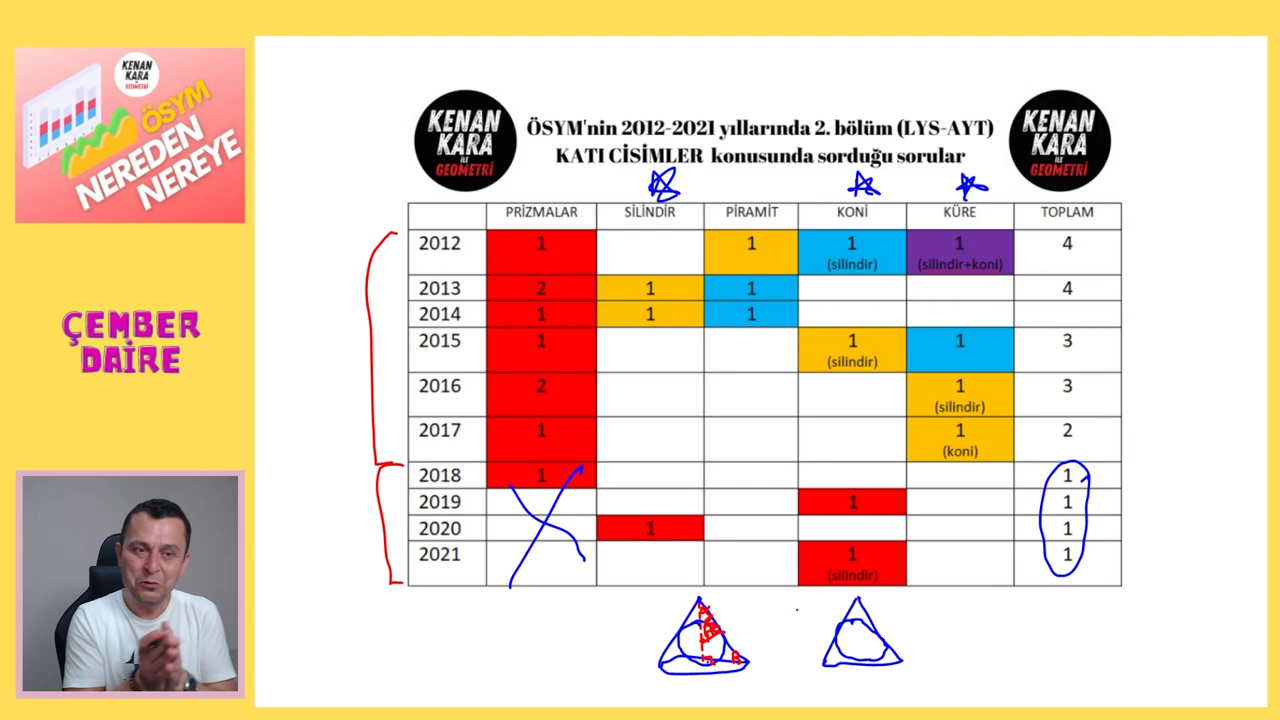 KENAN
KARA
İLE
GEOMETRİ
ÖSYM
NEREDEN
NEREYE
ÇEMBER
DAİRE
KENAN
KARA
İLE
GEOMETRİ
ÖSYM'nin 2012-2021 yıllarında 2. bölüm (LYS-AYT)
KATI CİSİMLER konusunda sorduğu sorular
KENAN
KARA
İLE
GEOMETRİ
PRİZMALAR SİLİNDİR PİRAMİT KONİ KÜRE TOPLAM
2012 1 1 1 1 4
(silindir) (silindir+koni)
2013 2 1 1 4
2014 1 1 1
2015 1 1 1 3
(silindir)
2016 2 1 3
(silindir)
2017 1 1 2
(koni)
2018 1 1
2019 1 1
2020 1 1
2021 1 1
(silindir)